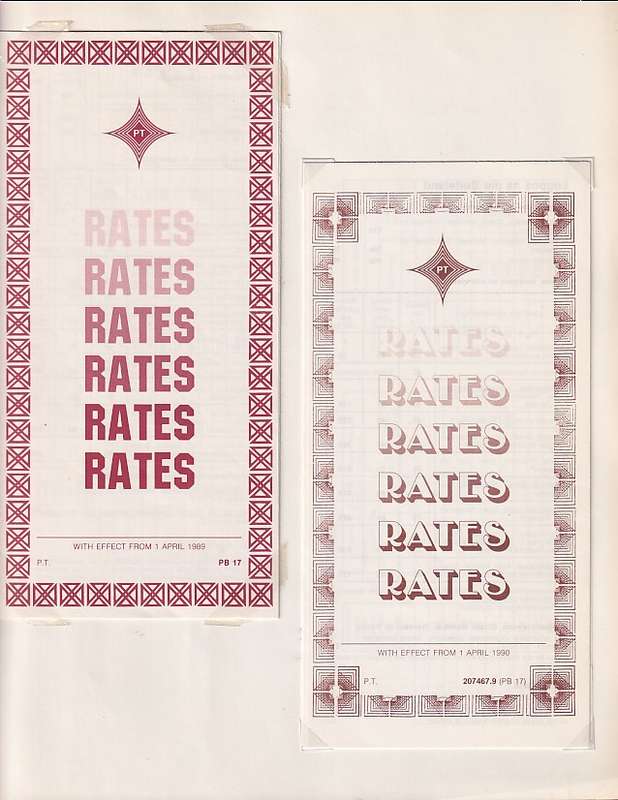 PT
RATES
RATES
RATES
RATES
RATES
RATES
WITH EFFECT FROM 1 APRIL 1989
P.T. PB 17
PT
RATES
RATES
RATES
RATES
RATES
RATES
WITH EFFECT FROM 1 APRIL 1990
P.T. 207467.9 (PB 17)